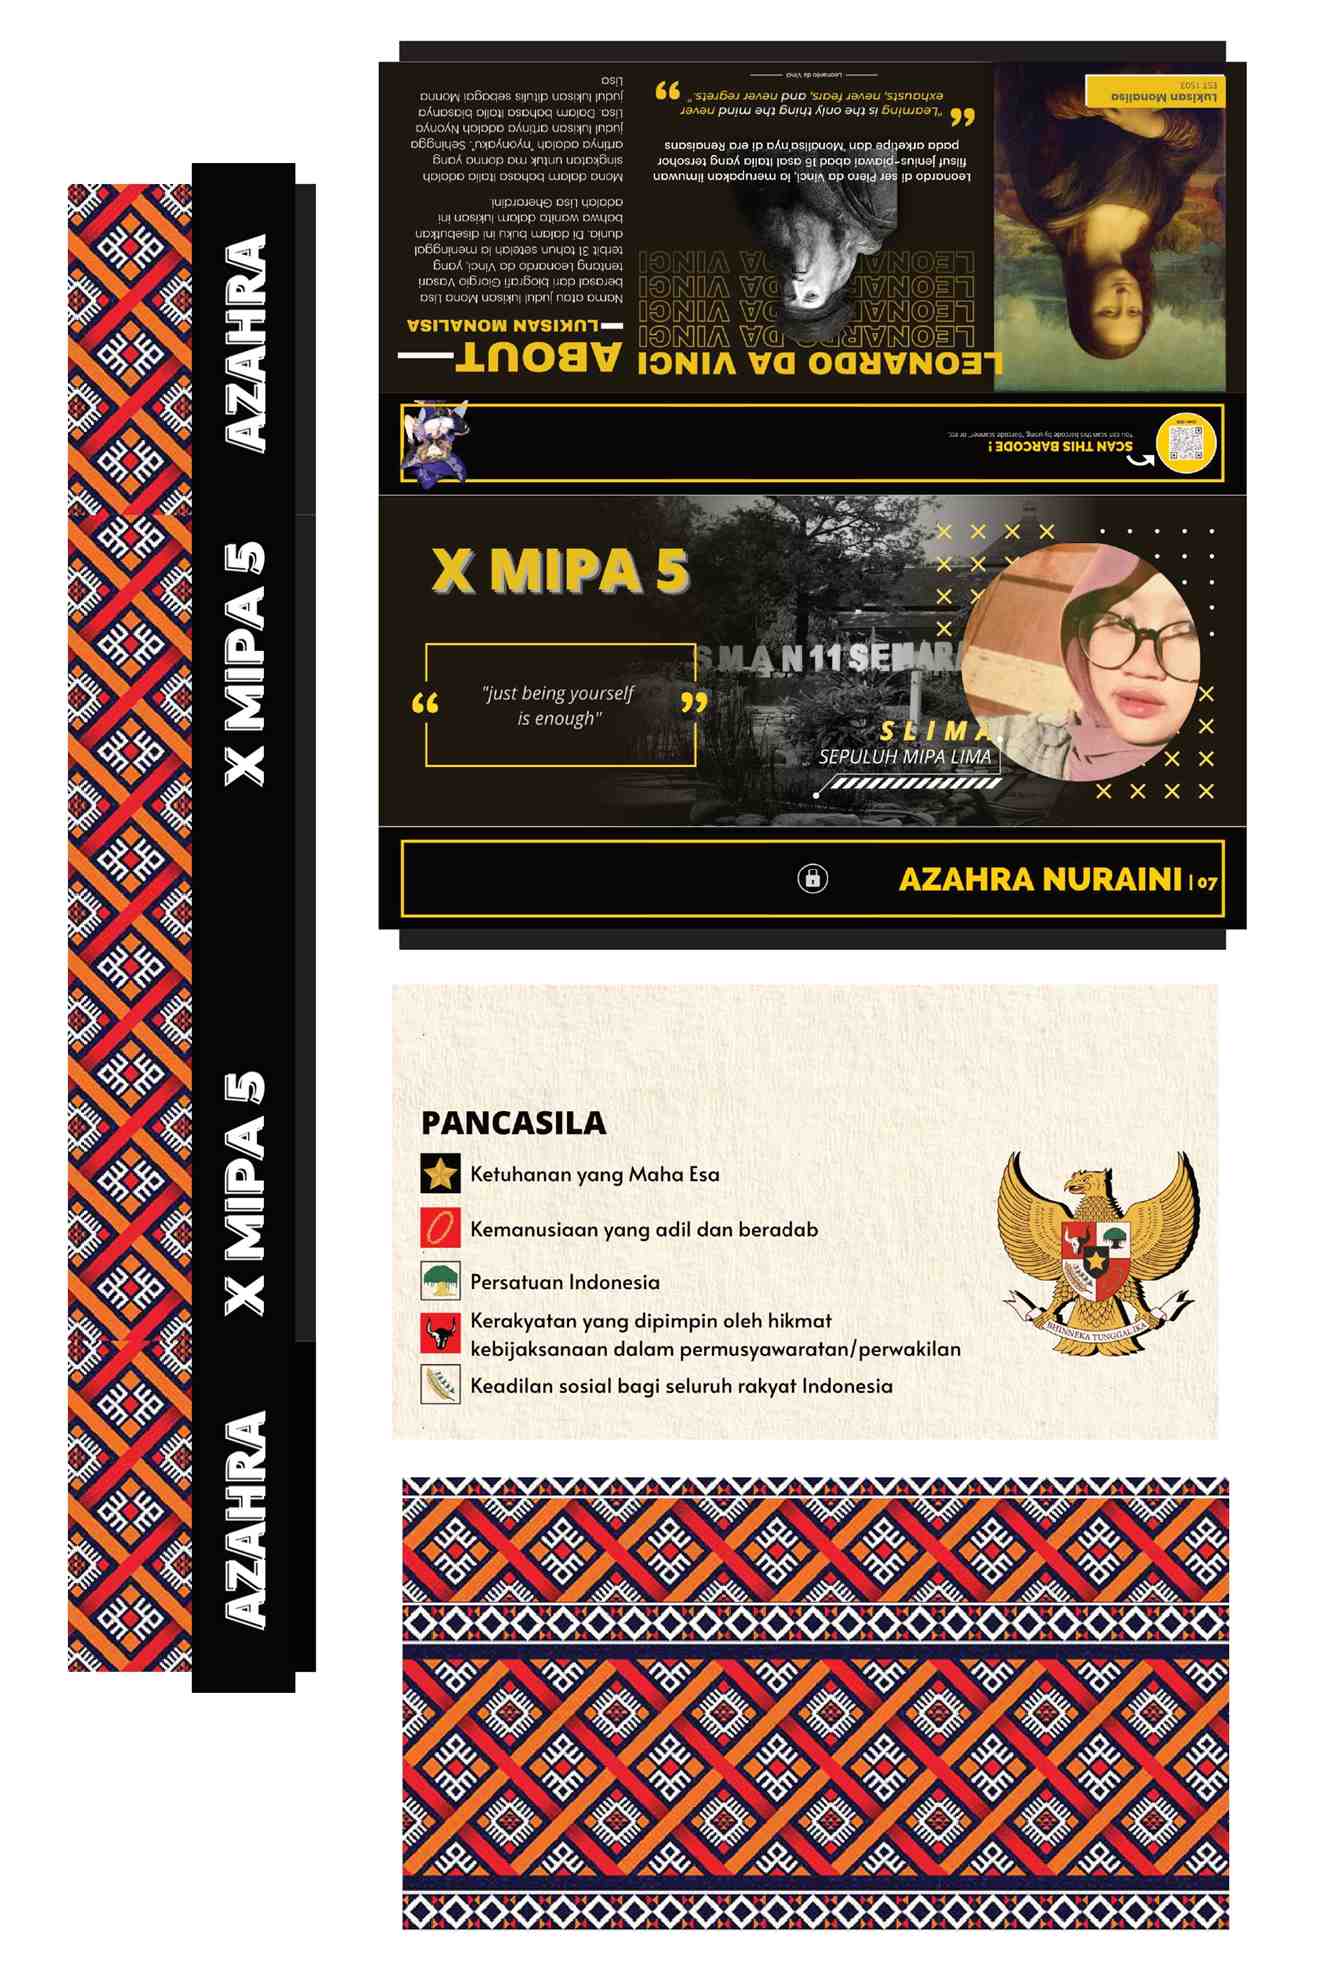 AZAHRA
X MIPA 5
X MIPA 5
AZAHRA
Lukisan Monalisa
EST 1503
LEONARDO DA VINCI
LEONARDO DA VINCI
LEONARDO DA VINCI
LEONARDO DA VINCI
LEONARDO DA VINCI
Leonardo di ser Piero da Vinci, ia merupakan ilmuwan
filsuf jenius-piawai abad 16 asal Italia yang tersohor
pada arketipe dan "Monalisa"nya di era Renaisans
"Learning is the only thing the mind never
exhausts, never fears, and never regrets."
Leonardo da Vinci
ABOUT
LUKISAN MONALISA
Nama atau judul lukisan Mona Lisa
berasal dari biografi Giorgio Vasari
tentang Leonardo da Vinci, yang
terbit 31 tahun setelah ia meninggal
dunia. Di dalam buku ini disebutkan
bahwa wanita dalam lukisan ini
adalah Lisa Gherardini.
Mona dalam bahasa Italia adalah
singkatan untuk ma donna yang
artinya adalah "nyonyaku". Sehingga
judul lukisan artinya adalah Nyonya
Lisa. Dalam bahasa Italia biasanya
judul lukisan ditulis sebagai Monna
Lisa
SCAN THIS BARCODE !
You can scan this barcode by using, "barcode scanner" or etc.
X MIPA 5
"just being yourself
is enough"
SMAN 11 SEMARA
SLIMA
SEPULUH MIPA LIMA
AZAHRA NURAINI | 07
PANCASILA
Ketuhanan yang Maha Esa
Kemanusiaan yang adil dan beradab
Persatuan Indonesia
Kerakyatan yang dipimpin oleh hikmat
kebijaksanaan dalam permusyawaratan/perwakilan
Keadilan sosial bagi seluruh rakyat Indonesia
BHINNEKA TUNGGAL IKA